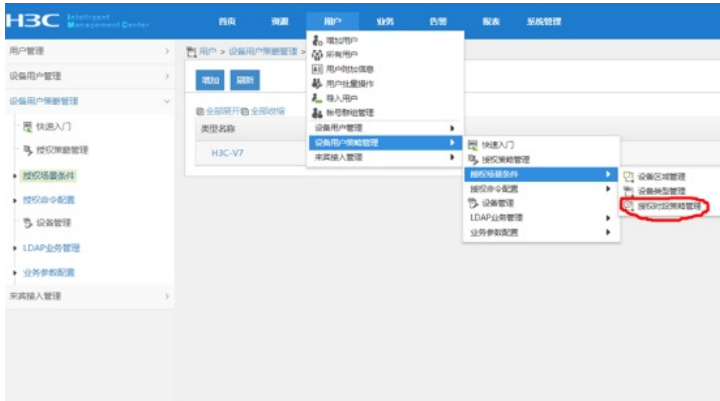 H3C Intelligent Management Center
首页 资源 用户 业务 告警 报表 系统管理
用户管理
设备用户管理
设备用户策略管理
快速入门
授权策略管理
授权场景条件
授权命令配置
设备管理
LDAP业务管理
业务参数配置
来宾接入管理
用户 > 设备用户策略管理 >
增加 刷新
全部展开 全部收缩
类型名称
H3C-V7
增加用户
所有用户
用户附加信息
用户批量操作
导入用户
帐号群组管理
设备用户管理
设备用户策略管理
来宾接入管理
快速入门
授权策略管理
授权场景条件
授权命令配置
设备管理
LDAP业务管理
业务参数配置
设备区域管理
设备类型管理
授权时段策略管理